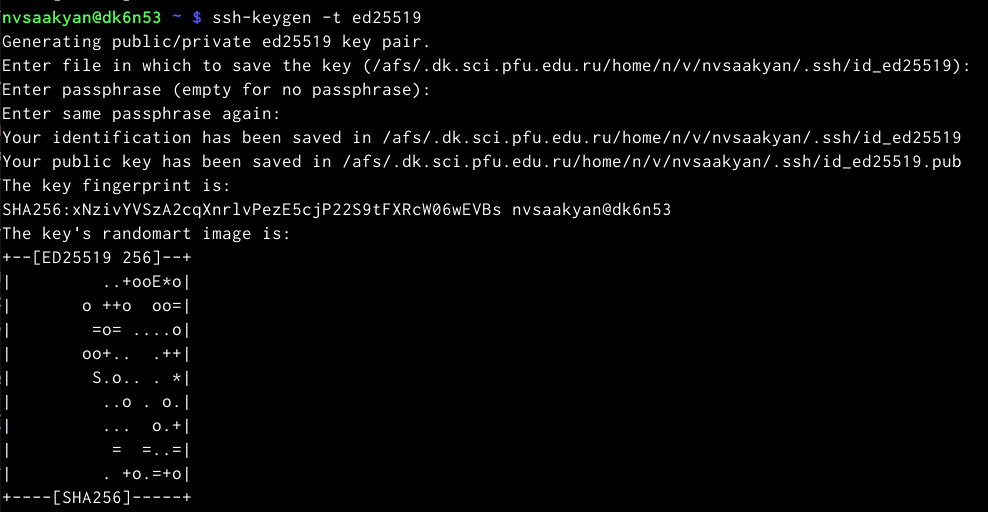 nvsaakyan@dk6n53 ~ $ ssh-keygen -t ed25519
Generating public/private ed25519 key pair.
Enter file in which to save the key (/afs/.dk.sci.pfu.edu.ru/home/n/v/nvsaakyan/.ssh/id_ed25519):
Enter passphrase (empty for no passphrase):
Enter same passphrase again:
Your identification has been saved in /afs/.dk.sci.pfu.edu.ru/home/n/v/nvsaakyan/.ssh/id_ed25519
Your public key has been saved in /afs/.dk.sci.pfu.edu.ru/home/n/v/nvsaakyan/.ssh/id_ed25519.pub
The key fingerprint is:
SHA256:xNzivYVSzA2cqXnrlvPezE5cjP22S9tFXRcW06wEVBs nvsaakyan@dk6n53
The key's randomart image is:
+--[ED25519 256]--+
|         ..+ooE*o|
|       o ++o  oo=|
|        =o= ....o|
|       oo+..  .++|
|        S.o.. . *|
|         ..o . o.|
|         ...  o.+|
|          =  =..=|
|         . +o.=+o|
+----[SHA256]-----+